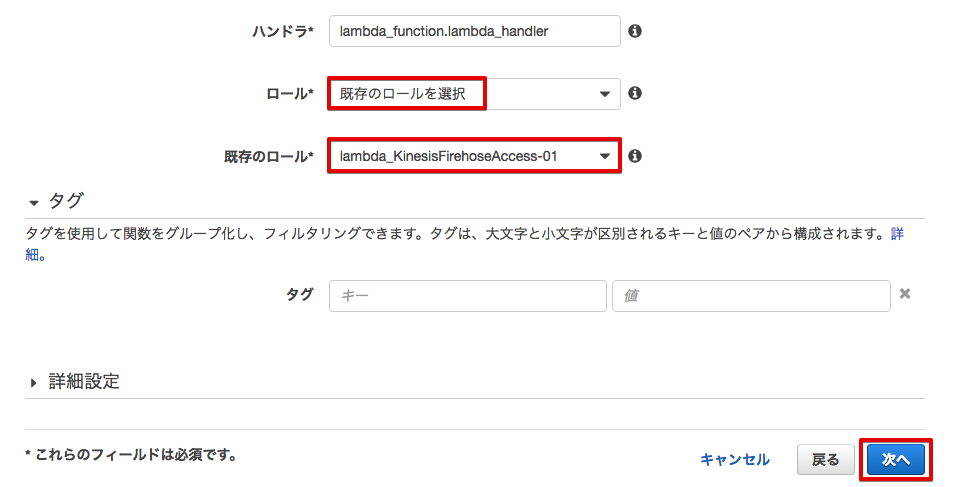 ハンドラ* lambda_function.lambda_handler
ロール* 既存のロールを選択
既存のロール* lambda_KinesisFirehoseAccess-01
タグ
タグを使用して関数をグループ化し、フィルタリングできます。タグは、大文字と小文字が区別されるキーと値のペアから構成されます。詳
細。
タグ キー 値
詳細設定
* これらのフィールドは必須です。 キャンセル 戻る 次へ